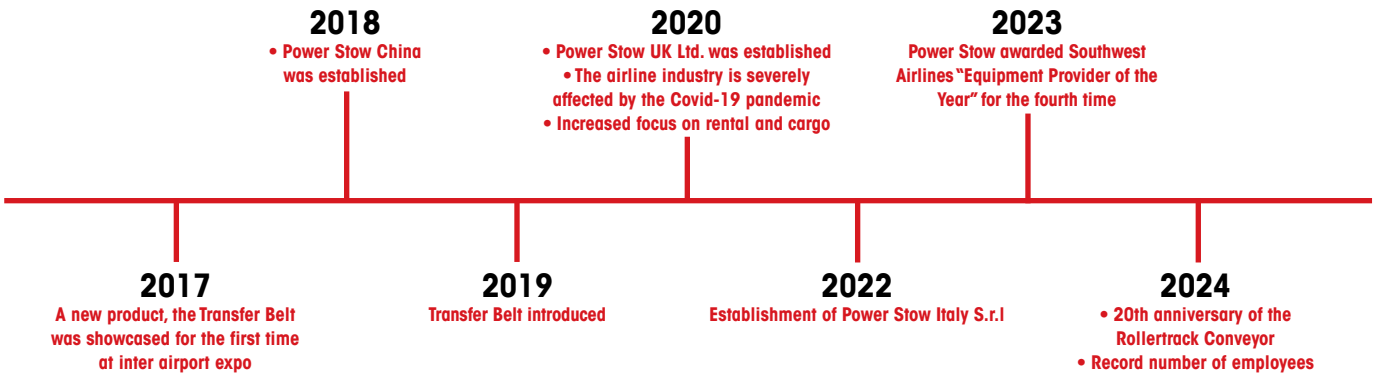 2018
• Power Stow China
was established
2020
• Power Stow UK Ltd. was established
• The airline industry is severely
affected by the Covid-19 pandemic
• Increased focus on rental and cargo
2023
Power Stow awarded Southwest
Airlines “Equipment Provider of the
Year” for the fourth time
2017
A new product, the Transfer Belt
was showcased for the first time
at inter airport expo
2019
Transfer Belt introduced
2022
Establishment of Power Stow Italy S.r.l
2024
• 20th anniversary of the
Rollertrack Conveyor
• Record number of employees